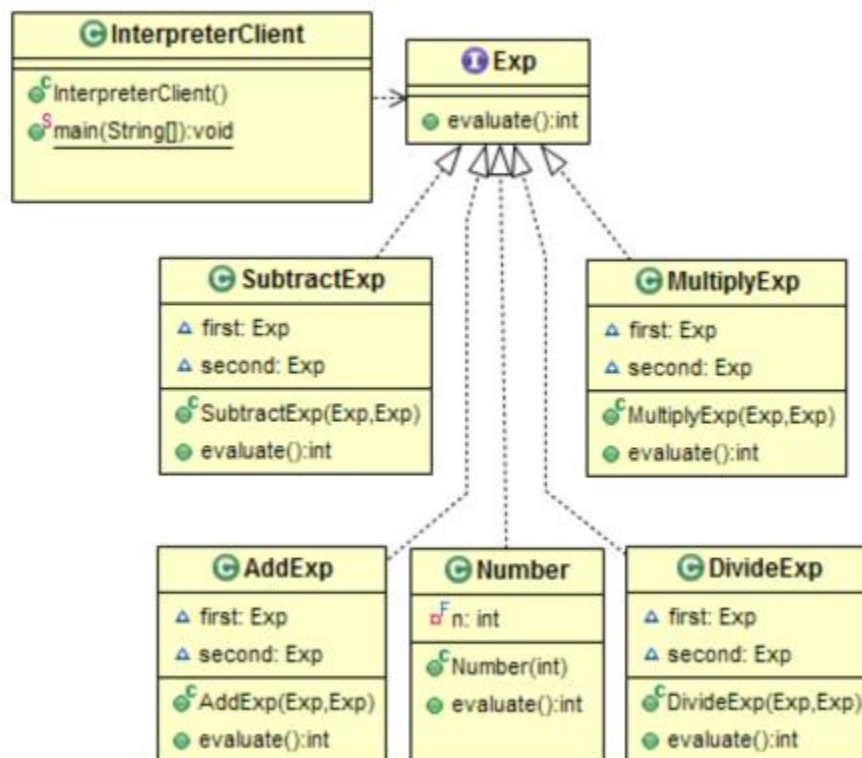 InterpreterClient
InterpreterClient()
main(String[]):void
Exp
evaluate():int
SubtractExp
first: Exp
second: Exp
SubtractExp(Exp,Exp)
evaluate():int
MultiplyExp
first: Exp
second: Exp
MultiplyExp(Exp,Exp)
evaluate():int
AddExp
first: Exp
second: Exp
AddExp(Exp,Exp)
evaluate():int
Number
n: int
Number(int)
evaluate():int
DivideExp
first: Exp
second: Exp
DivideExp(Exp,Exp)
evaluate():int